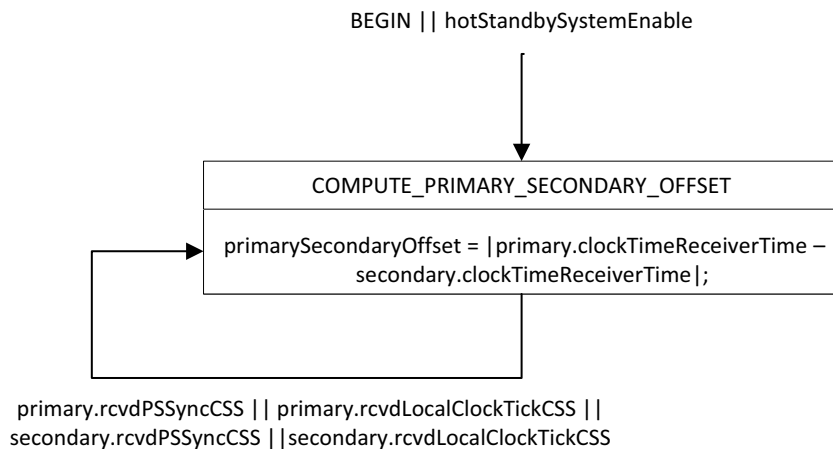 BEGIN || hotStandbySystemEnable
COMPUTE_PRIMARY_SECONDARY_OFFSET
primarySecondaryOffset = |primary.clockTimeReceiverTime –
secondary.clockTimeReceiverTime|;
primary.rcvdPSSyncCSS || primary.rcvdLocalClockTickCSS ||
secondary.rcvdPSSyncCSS ||secondary.rcvdLocalClockTickCSS